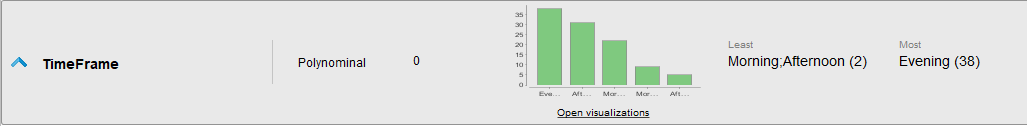 TimeFrame
Polynominal
0
35
30
25
20
15
10
5
0
Eve... Aft... Mor... Mor... Aft...
Open visualizations
Least
Morning;Afternoon (2)
Most
Evening (38)